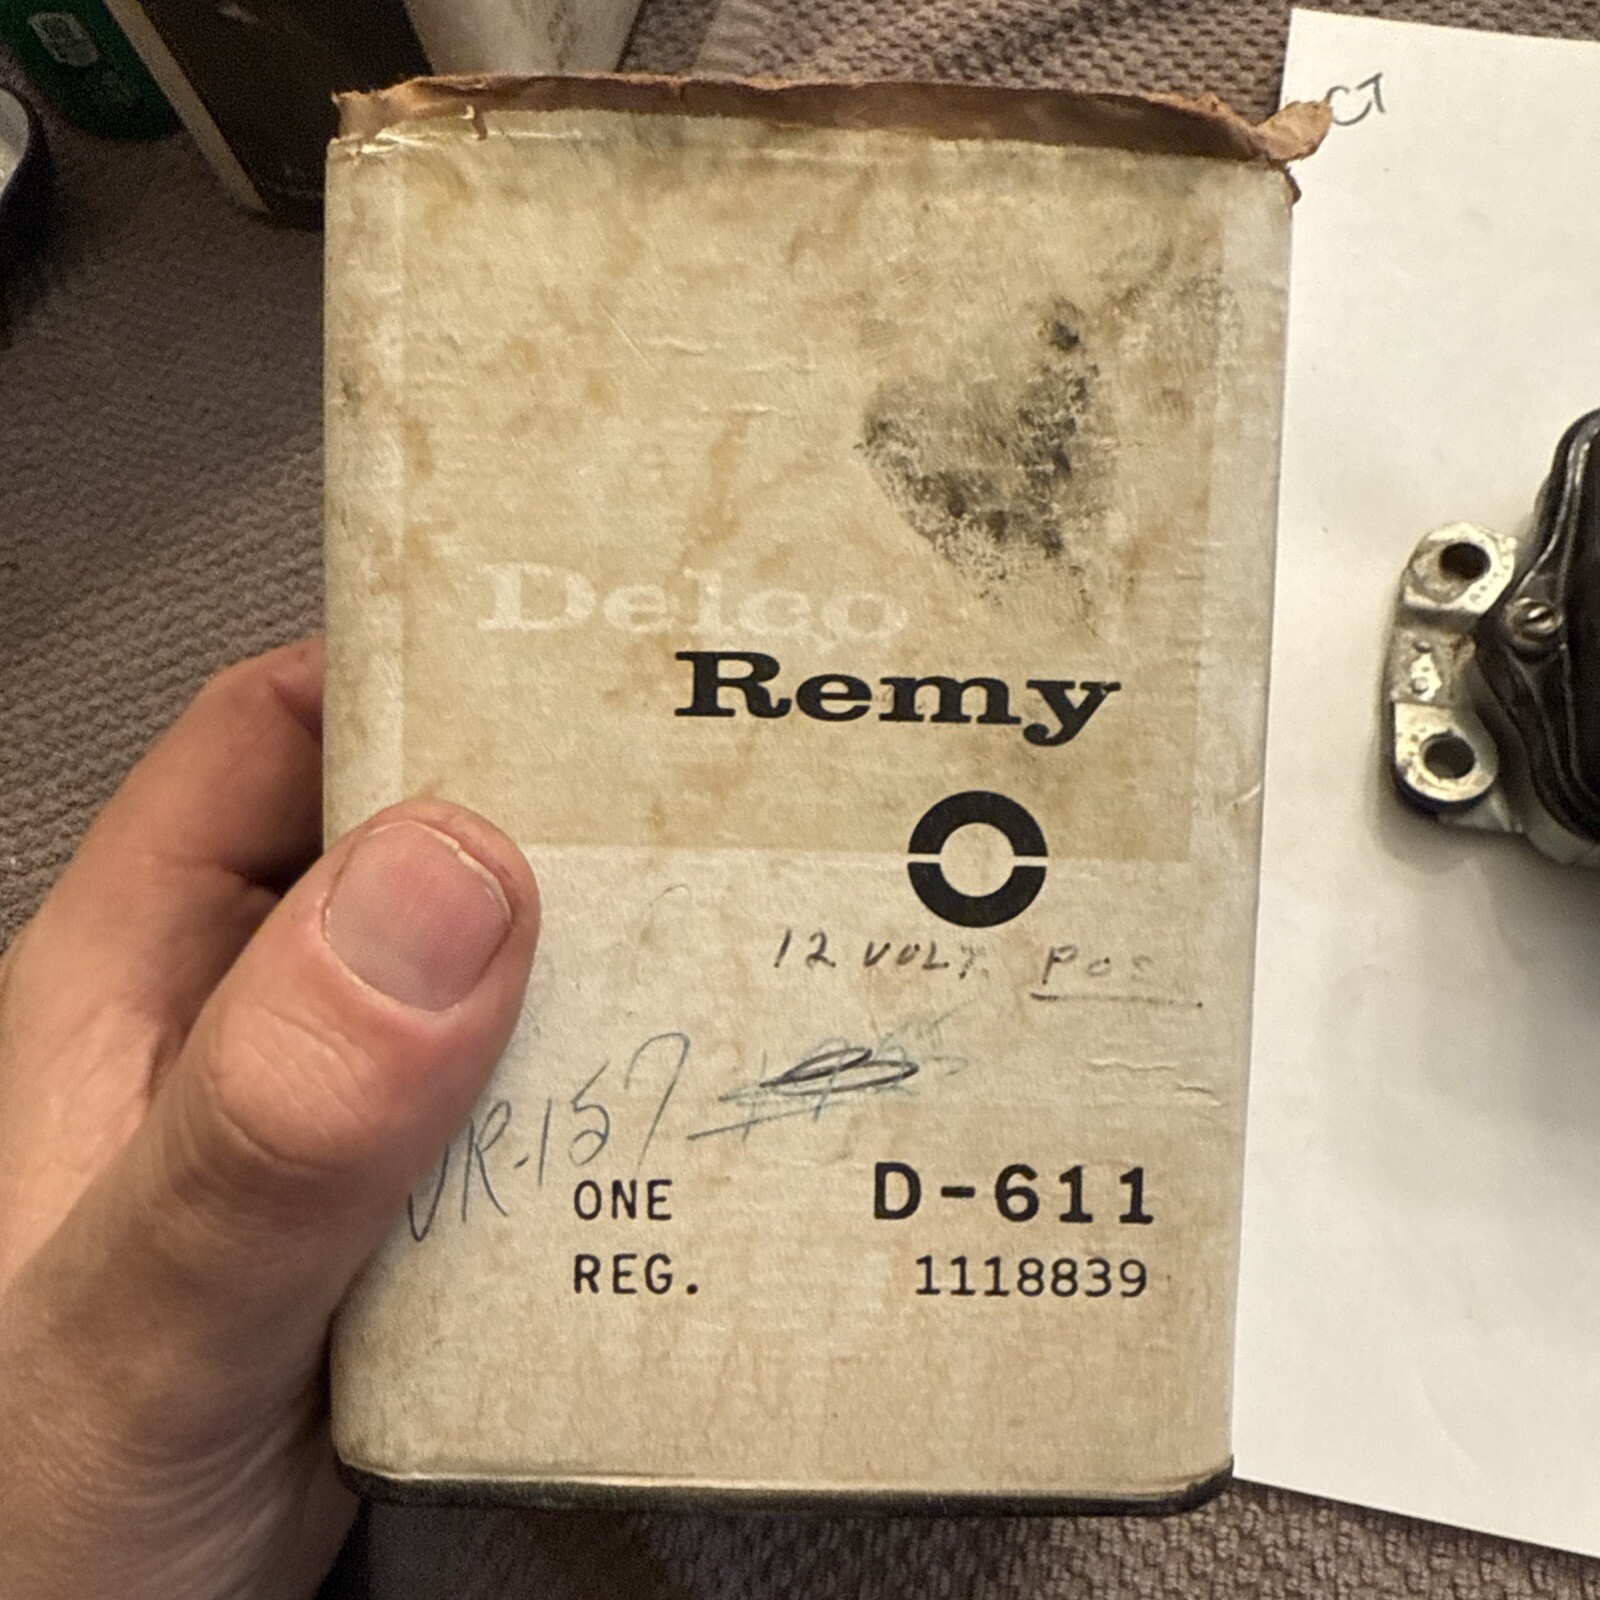 Delco
Remy
12 VOLT. POS
VR-157
ONE D-611
REG. 1118839